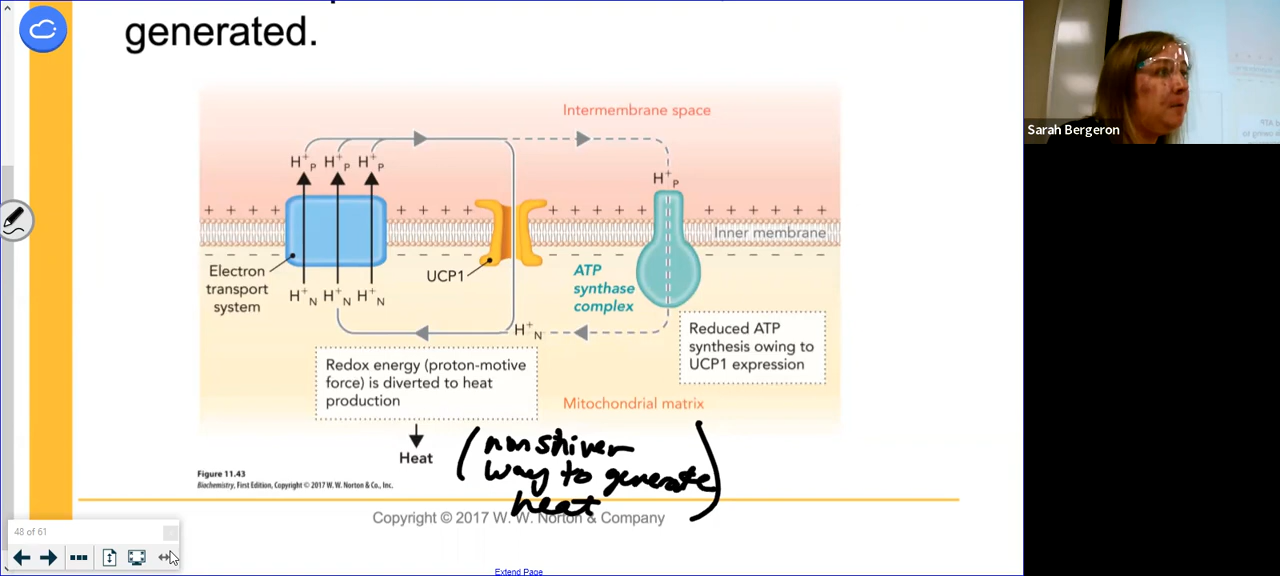 generated.
Sarah Bergeron
Intermembrane space
H⁺P H⁺P H⁺P
H⁺P
+ + + + + + + + + + + + + + + + + + + + +
Inner membrane
Electron
transport
system
UCP1
ATP
synthase
complex
H⁺N H⁺N H⁺N
H⁺N
Reduced ATP
synthesis owing to
UCP1 expression
Redox energy (proton-motive
force) is diverted to heat
production
Mitochondrial matrix
Heat
(nonshiver
way to generate
heat)
Figure 11.43
Biochemistry, First Edition, Copyright © 2017 W. W. Norton & Co., Inc.
Copyright © 2017 W. W. Norton & Company
48 of 61
Extend Page